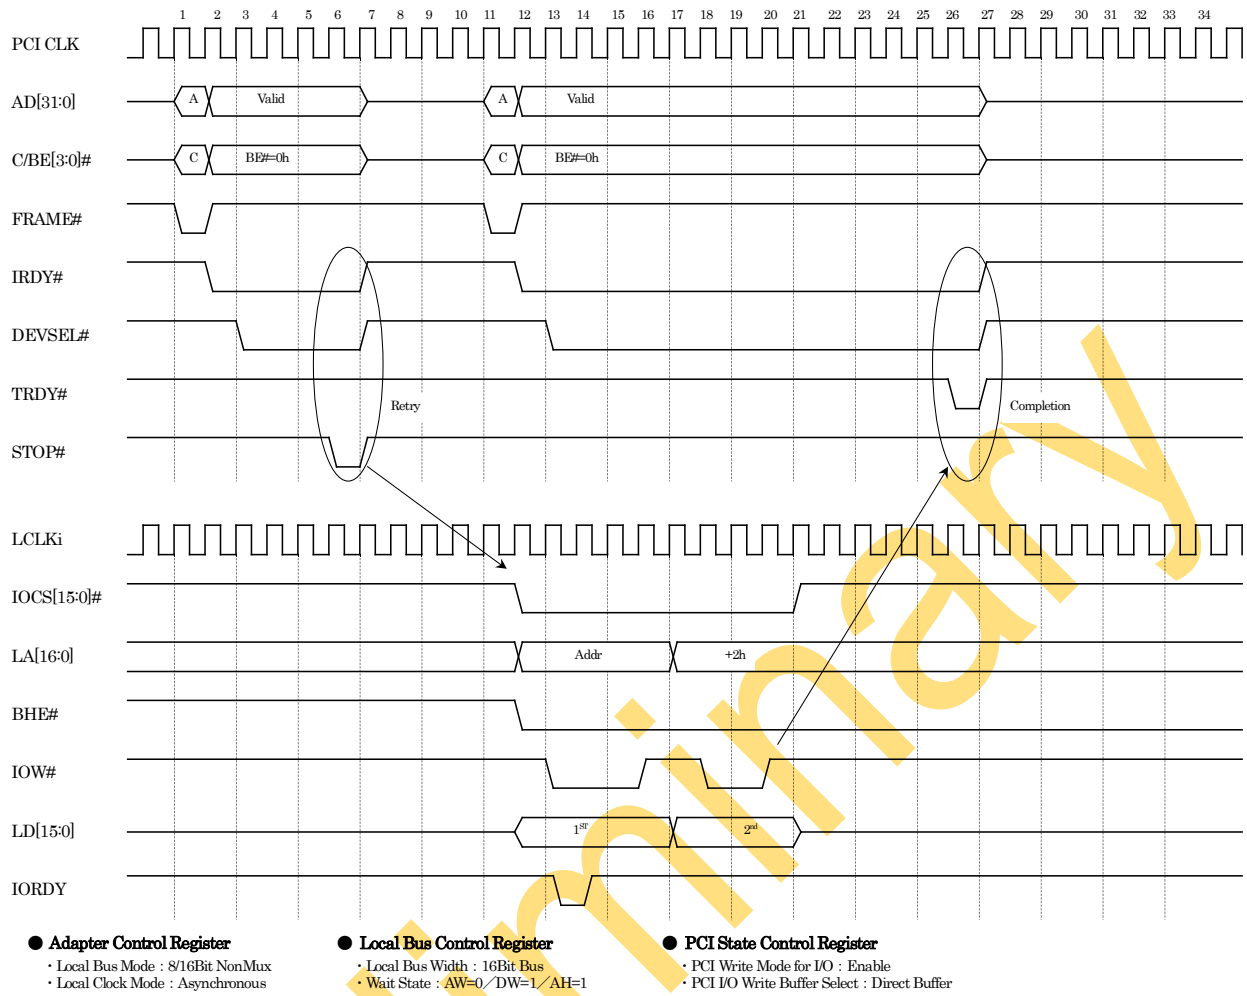 1 2 3 4 5 6 7 8 9 10 11 12 13 14 15 16 17 18 19 20 21 22 23 24 25 26 27 28 29 30 31 32 33 34
PCI CLK
AD[31:0] A Valid A Valid
C/BE[3:0]# C BE#=0h C BE#=0h
FRAME#
IRDY#
DEVSEL#
TRDY#
Retry Completion
STOP#
LCLKi
IOCS[15:0]#
LA[16:0] Addr +2h
BHE#
IOW#
LD[15:0] 1ST 2nd
IORDY
● Adapter Control Register ● Local Bus Control Register ● PCI State Control Register
・Local Bus Mode : 8/16Bit NonMux ・Local Bus Width : 16Bit Bus ・PCI Write Mode for I/O : Enable
・Local Clock Mode : Asynchronous ・Wait State : AW=0／DW=1／AH=1 ・PCI I/O Write Buffer Select : Direct Buffer